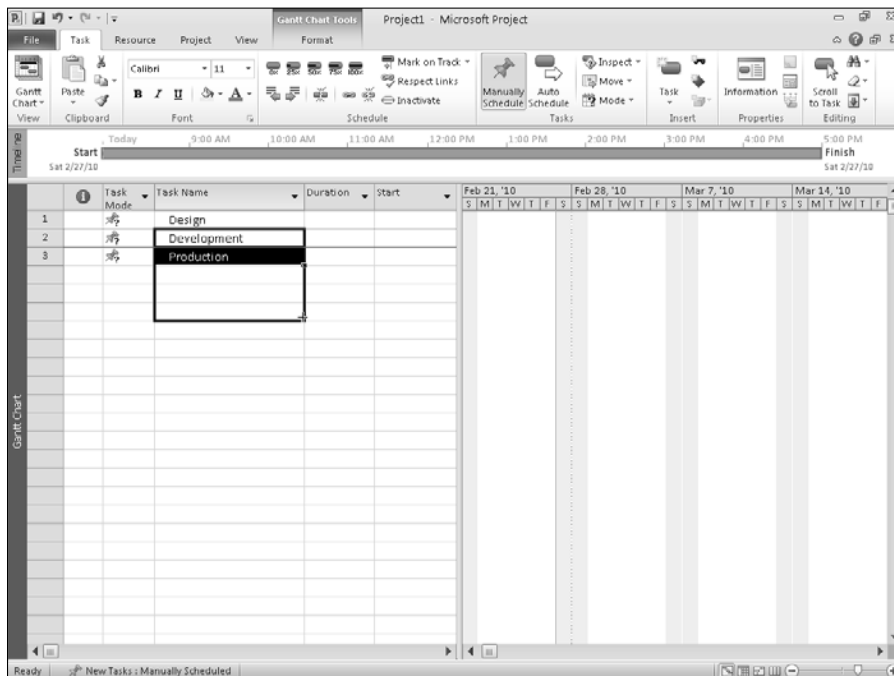 Gantt Chart Tools Project1 - Microsoft Project
File Task Resource Project View Format
Gantt Chart
View
Paste
Clipboard
Calibri 11
B I U A
Font
0x 25x 50x 75x 100x
Mark on Track
Respect Links
Inactivate
Schedule
Manually Schedule
Auto Schedule
Inspect
Move
Mode
Tasks
Task
Insert
Information
Properties
Scroll to Task
Editing
Today 9:00 AM 10:00 AM 11:00 AM 12:00 PM 1:00 PM 2:00 PM 3:00 PM 4:00 PM 5:00 PM
Start Finish
Sat 2/27/10 Sat 2/27/10
Task Mode Task Name Duration Start
Feb 21, '10 Feb 28, '10 Mar 7, '10 Mar 14, '10
S M T W T F S S M T W T F S S M T W T F S S M T W T F
1 Design
2 Development
3 Production
Gantt Chart
Ready New Tasks : Manually Scheduled